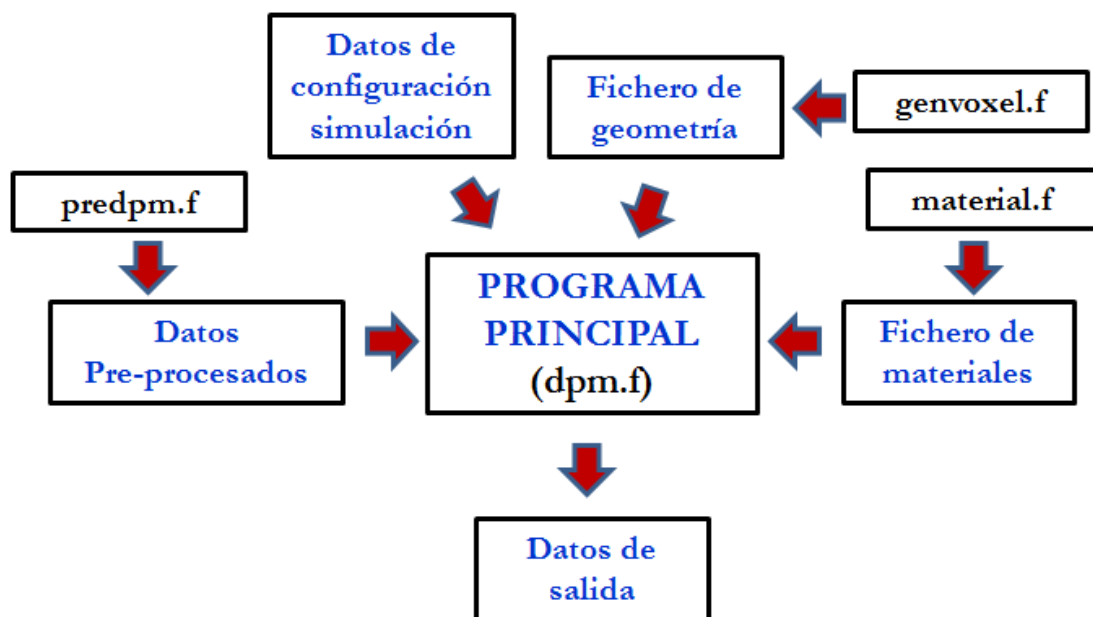 Datos de
configuración
simulación
Fichero de
geometría
genvoxel.f
predpm.f
material.f
PROGRAMA
PRINCIPAL
(dpm.f)
Datos
Pre-procesados
Fichero de
materiales
Datos de
salida